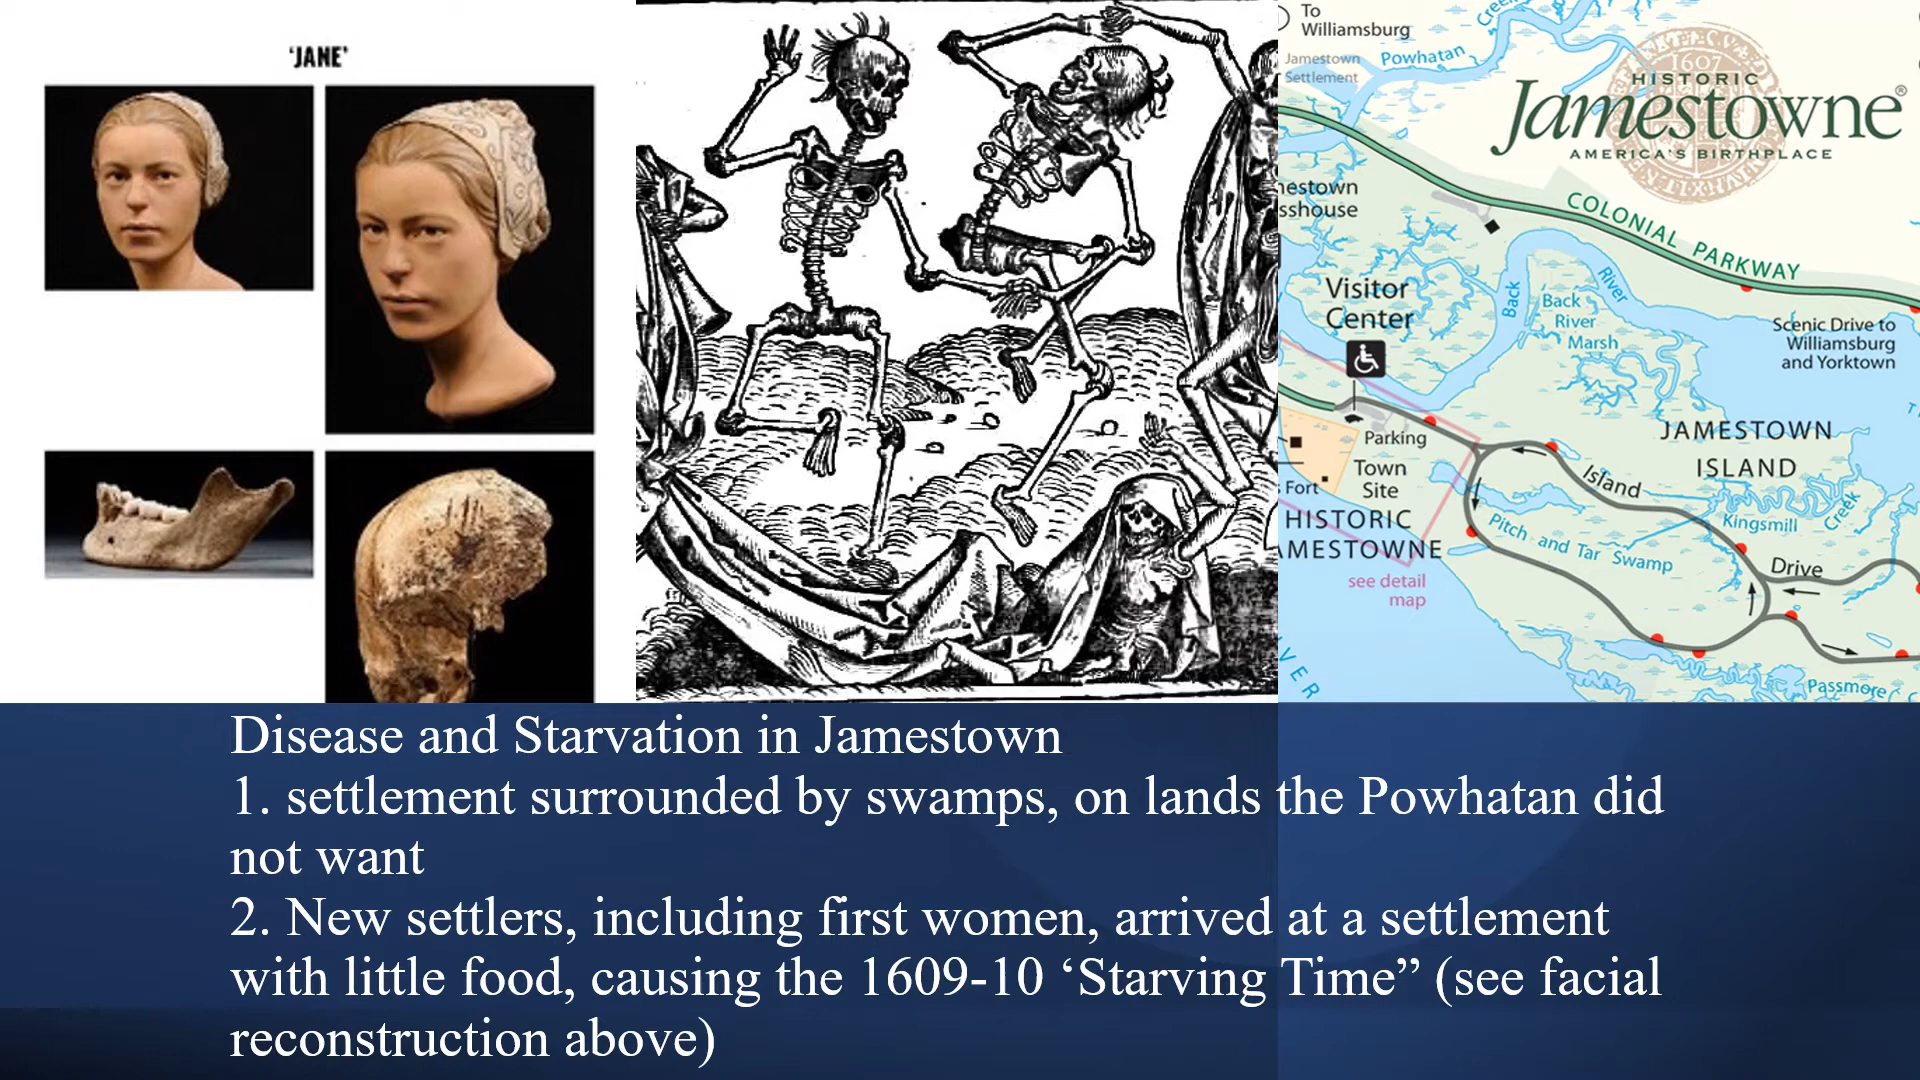 'JANE'
To
Williamsburg
Jamestown
Settlement
Powhatan
Creek
1607
HISTORIC
Jamestowne®
AMERICA'S BIRTHPLACE
nestown
sshouse
COLONIAL PARKWAY
Visitor
Center
Back
River
Back
River
Marsh
Scenic Drive to
Williamsburg
and Yorktown
Parking
Town
Site
s Fort
HISTORIC
AMESTOWNE
see detail
map
JAMESTOWN
ISLAND
Island
Drive
Pitch and Tar Swamp
Kingsmill
Creek
Passmore
VER
Disease and Starvation in Jamestown
1. settlement surrounded by swamps, on lands the Powhatan did
not want
2. New settlers, including first women, arrived at a settlement
with little food, causing the 1609-10 ‘Starving Time” (see facial
reconstruction above)